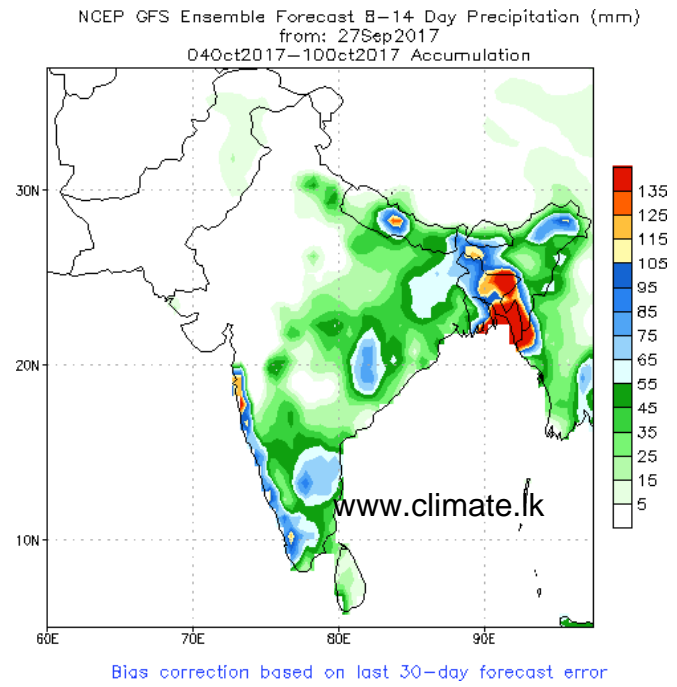 NCEP GFS Ensemble Forecast 8-14 Day Precipitation (mm)
from: 27Sep2017
04Oct2017-10Oct2017 Accumulation
30N
20N
10N
60E
70E
80E
90E
135
125
115
105
95
85
75
65
55
45
35
25
15
5
www.climate.lk
Bias correction based on last 30-day forecast error